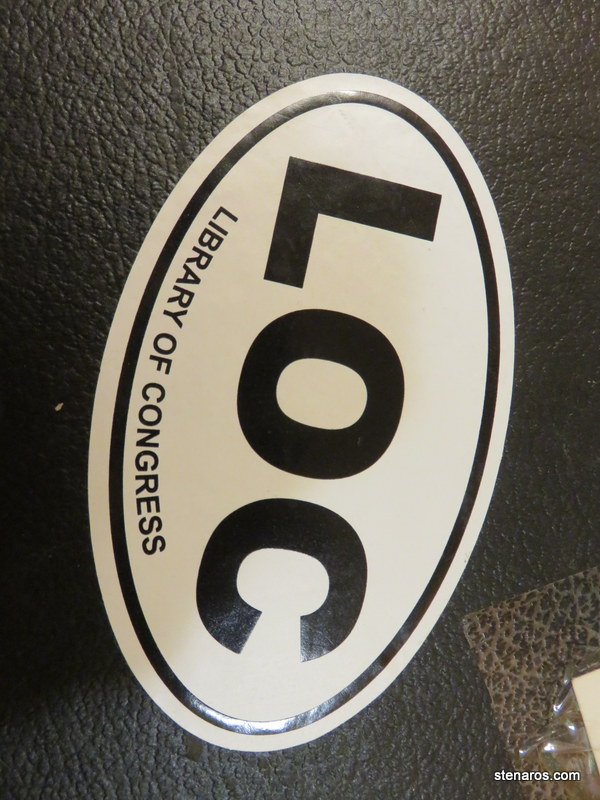 LOC
LIBRARY OF CONGRESS
stenaros.com